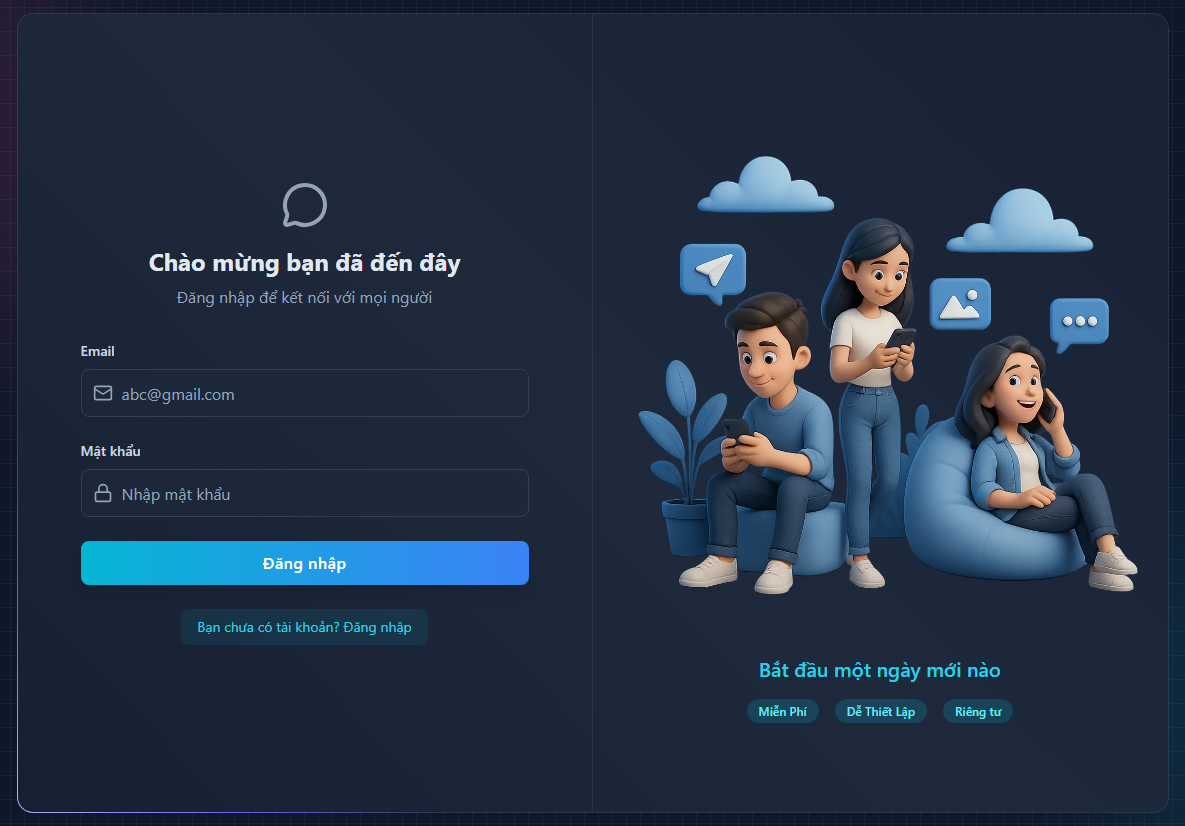 Chào mừng bạn đã đến đây
Đăng nhập để kết nối với mọi người
Email
abc@gmail.com
Mật khẩu
Nhập mật khẩu
Đăng nhập
Bạn chưa có tài khoản? Đăng nhập
Bắt đầu một ngày mới nào
Miễn Phí Dễ Thiết Lập Riêng tư